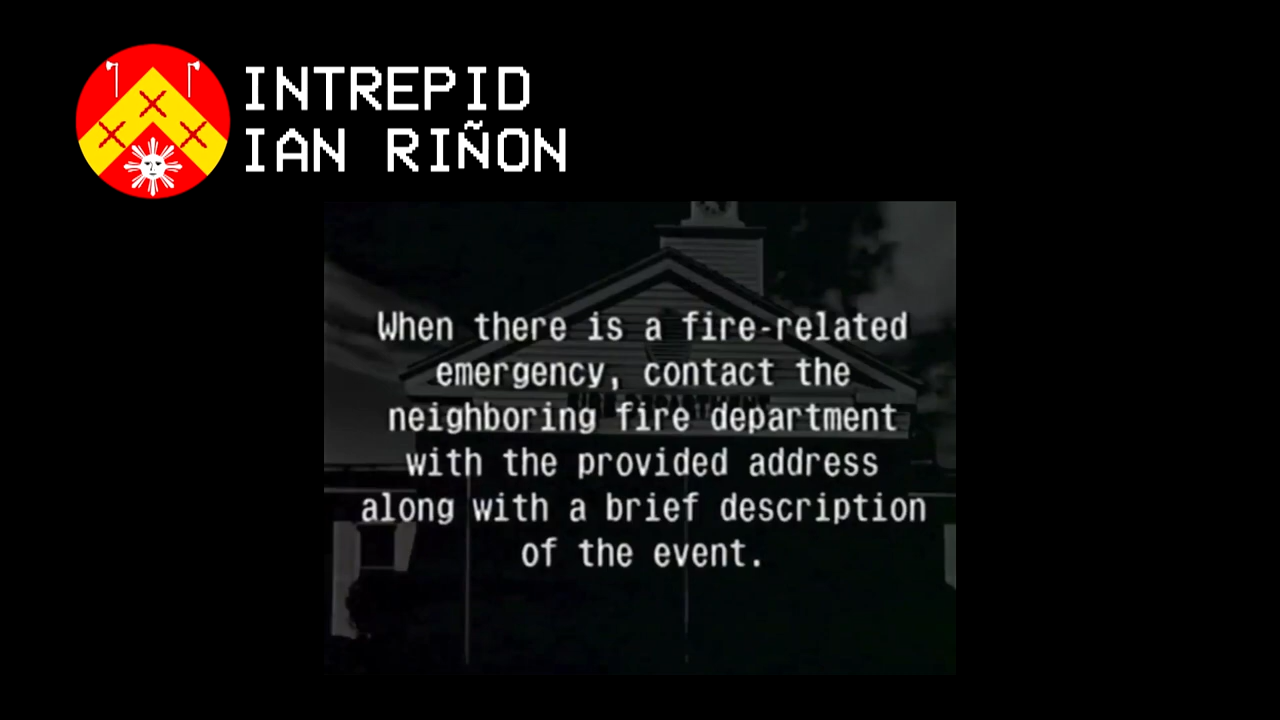 INTREPID
IAN RIÑON
When there is a fire-related
emergency, contact the
neighboring fire department
with the provided address
along with a brief description
of the event.